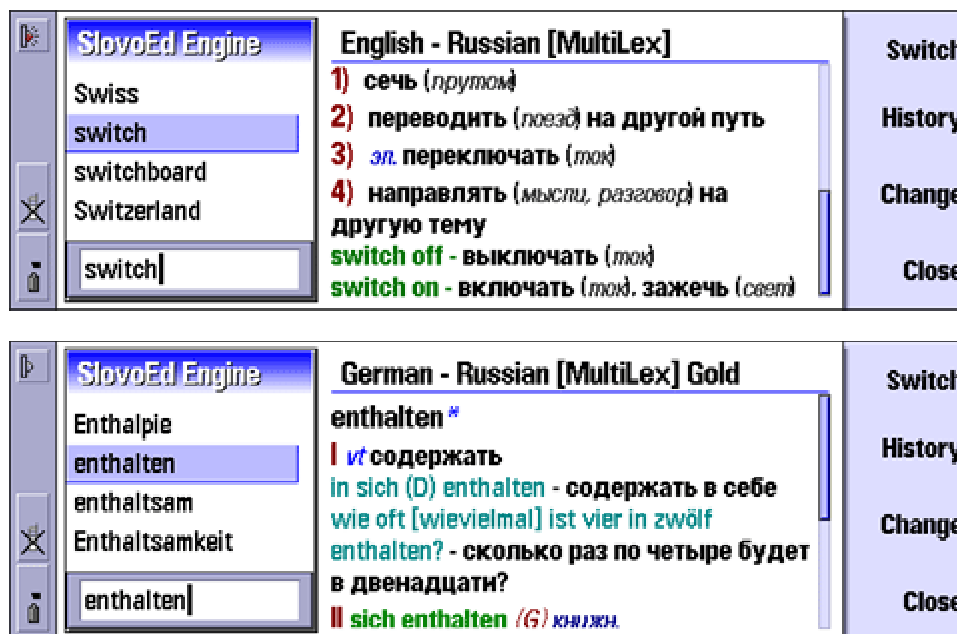 SlovoEd Engine
Swiss
switch
switchboard
Switzerland
switch
English - Russian [MultiLex]
1) сечь (прутом)
2) переводить (поезд) на другой путь
3) эл. переключать (ток)
4) направлять (мысли, разговор) на
другую тему
switch off - выключать (ток)
switch on - включать (ток). зажечь (свет)
Switch
History
Change
Close
SlovoEd Engine
Enthalpie
enthalten
enthaltsam
Enthaltsamkeit
enthalten
German - Russian [MultiLex] Gold
enthalten *
I vt содержать
in sich (D) enthalten - содержать в себе
wie oft [wievielmal] ist vier in zwölf
enthalten? - сколько раз по четыре будет
в двенадцати?
II sich enthalten (G) книжн.
Switch
History
Change
Close